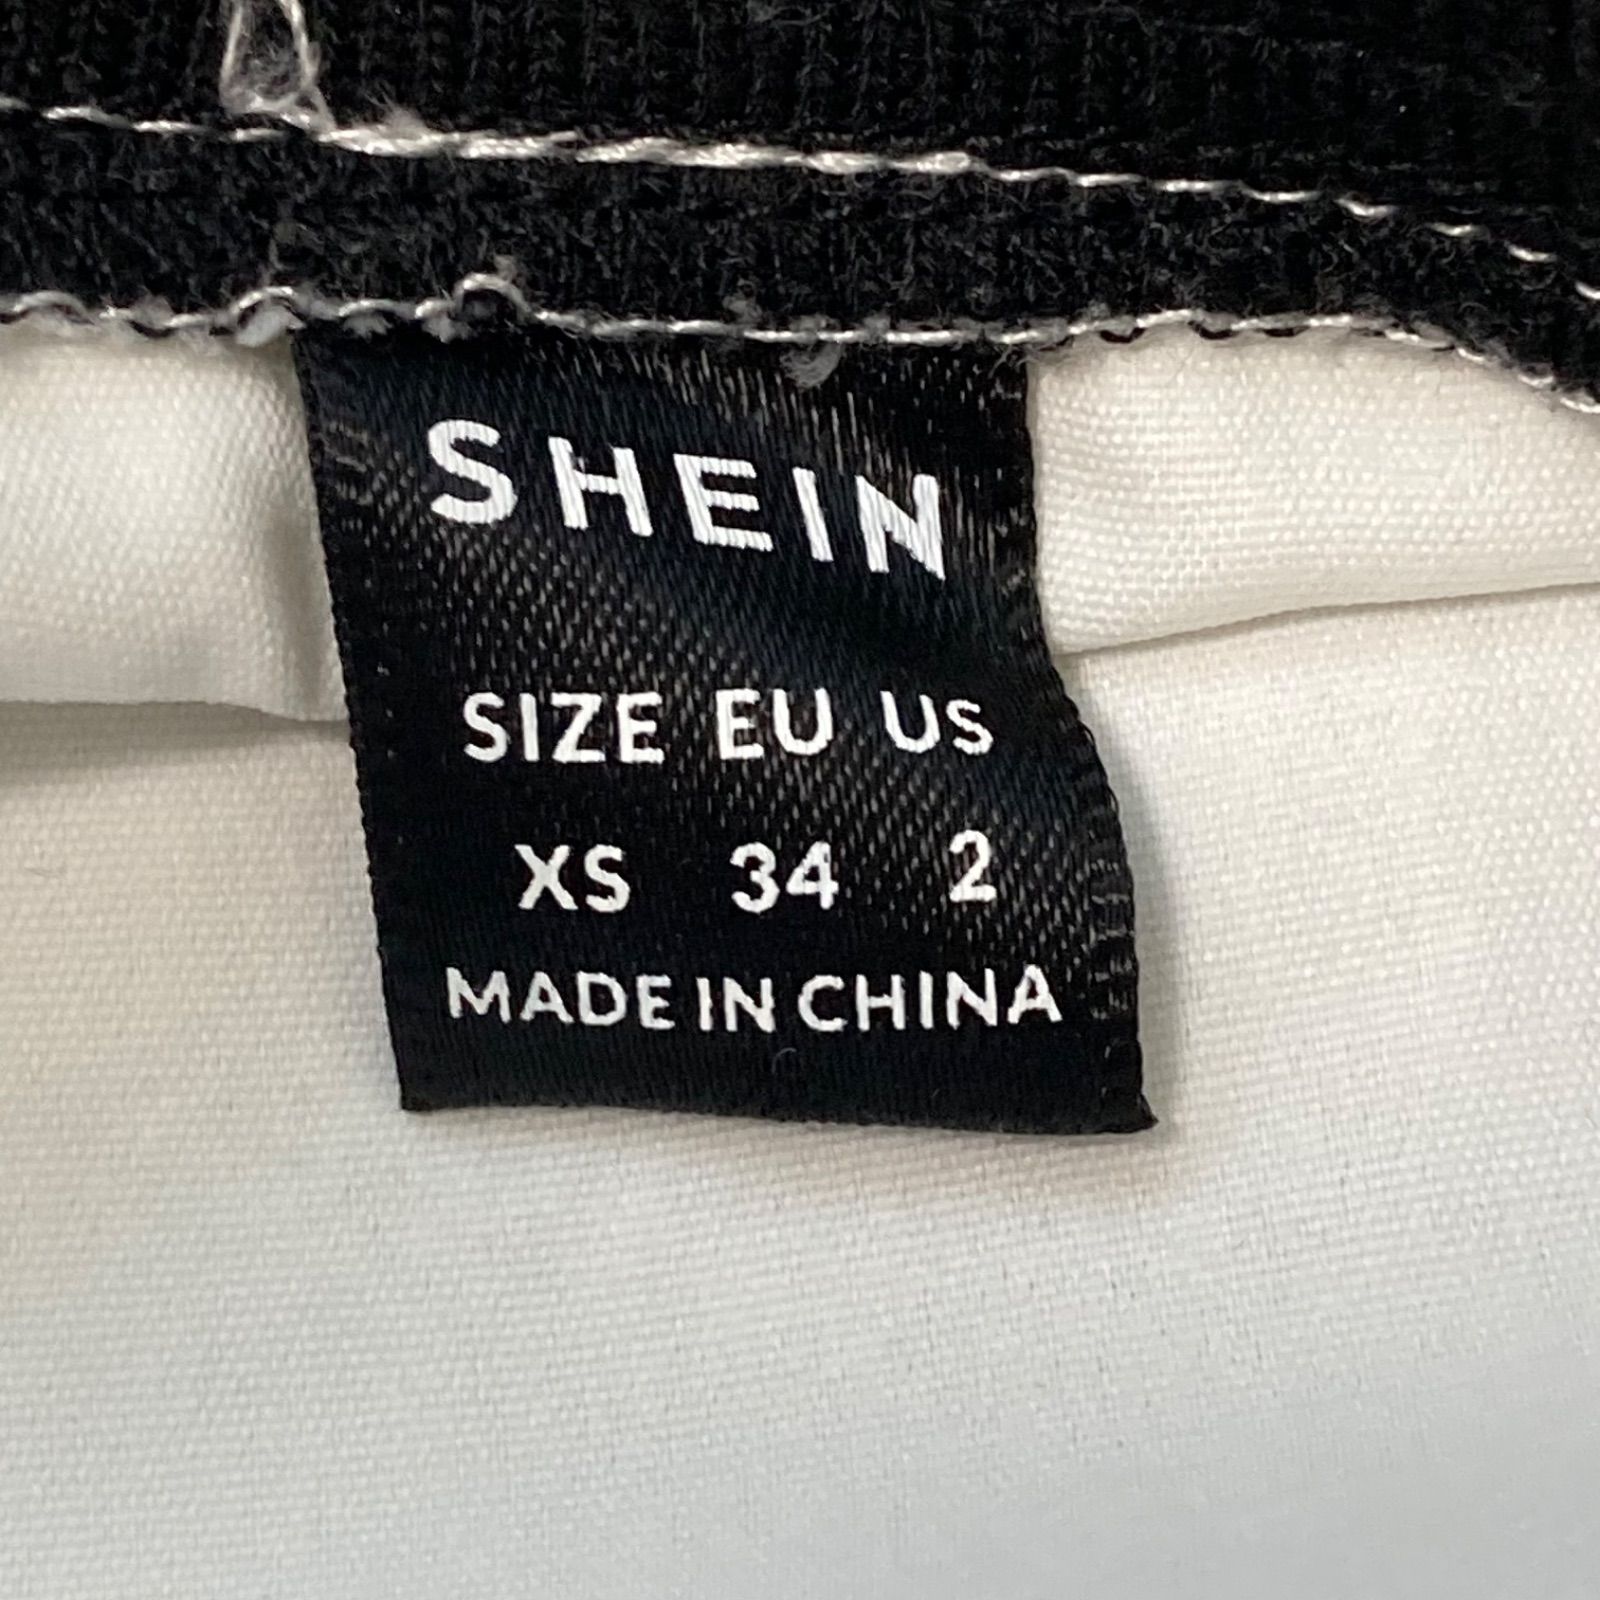 SHEIN
SIZE EU US
XS 34 2
MADE IN CHINA